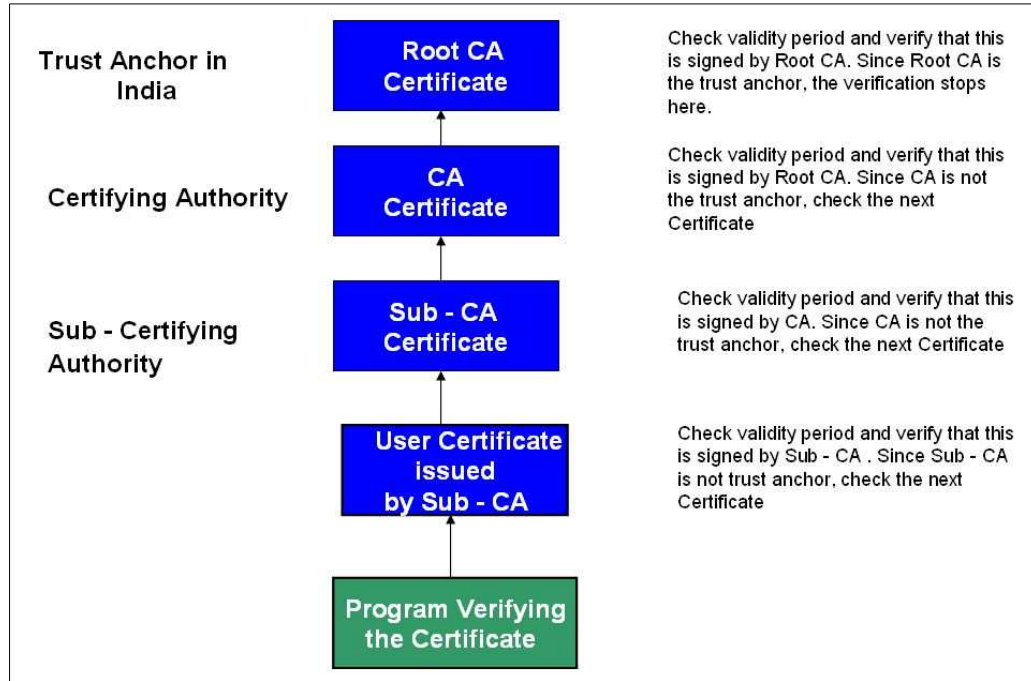 Trust Anchor in
India
Root CA
Certificate
Check validity period and verify that this
is signed by Root CA. Since Root CA is
the trust anchor, the verification stops
here.
Certifying Authority
CA
Certificate
Check validity period and verify that this
is signed by Root CA. Since CA is not
the trust anchor, check the next
Certificate
Sub - Certifying
Authority
Sub - CA
Certificate
Check validity period and verify that this
is signed by CA. Since CA is not the
trust anchor, check the next Certificate
User Certificate
issued
by Sub - CA
Check validity period and verify that this
is signed by Sub - CA . Since Sub - CA
is not trust anchor, check the next
Certificate
Program Verifying
the Certificate